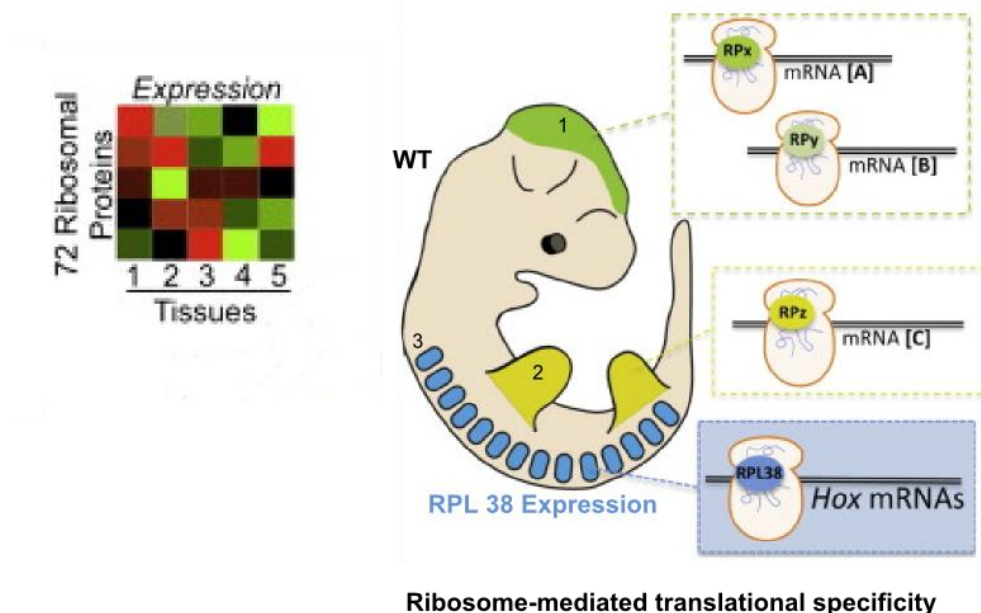 Expression
72 Ribosomal
Proteins
1 2 3 4 5
Tissues
WT
1
2
3
RPL 38 Expression
RPx
mRNA [A]
RPy
mRNA [B]
RPz
mRNA [C]
RPL38
Hox mRNAs
Ribosome-mediated translational specificity